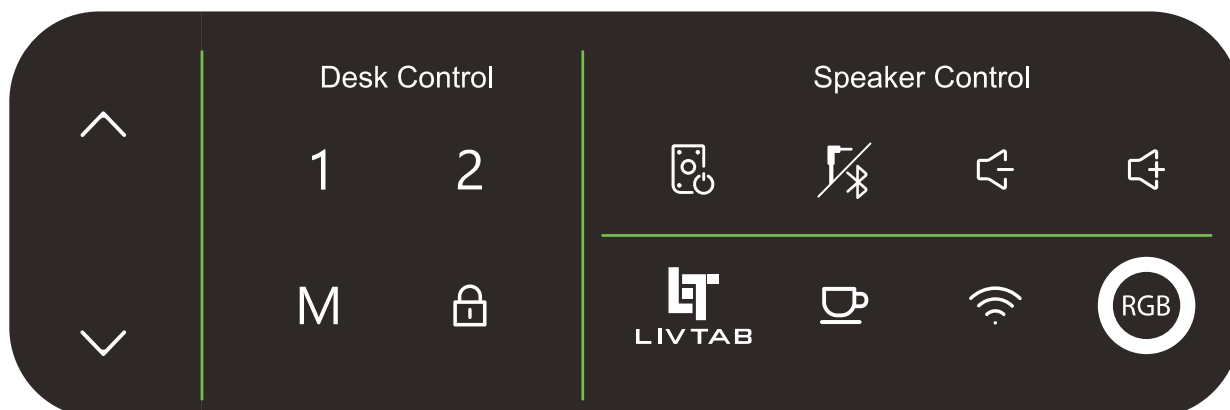 Desk Control
Speaker Control
1 2
M
LIVTAB
RGB